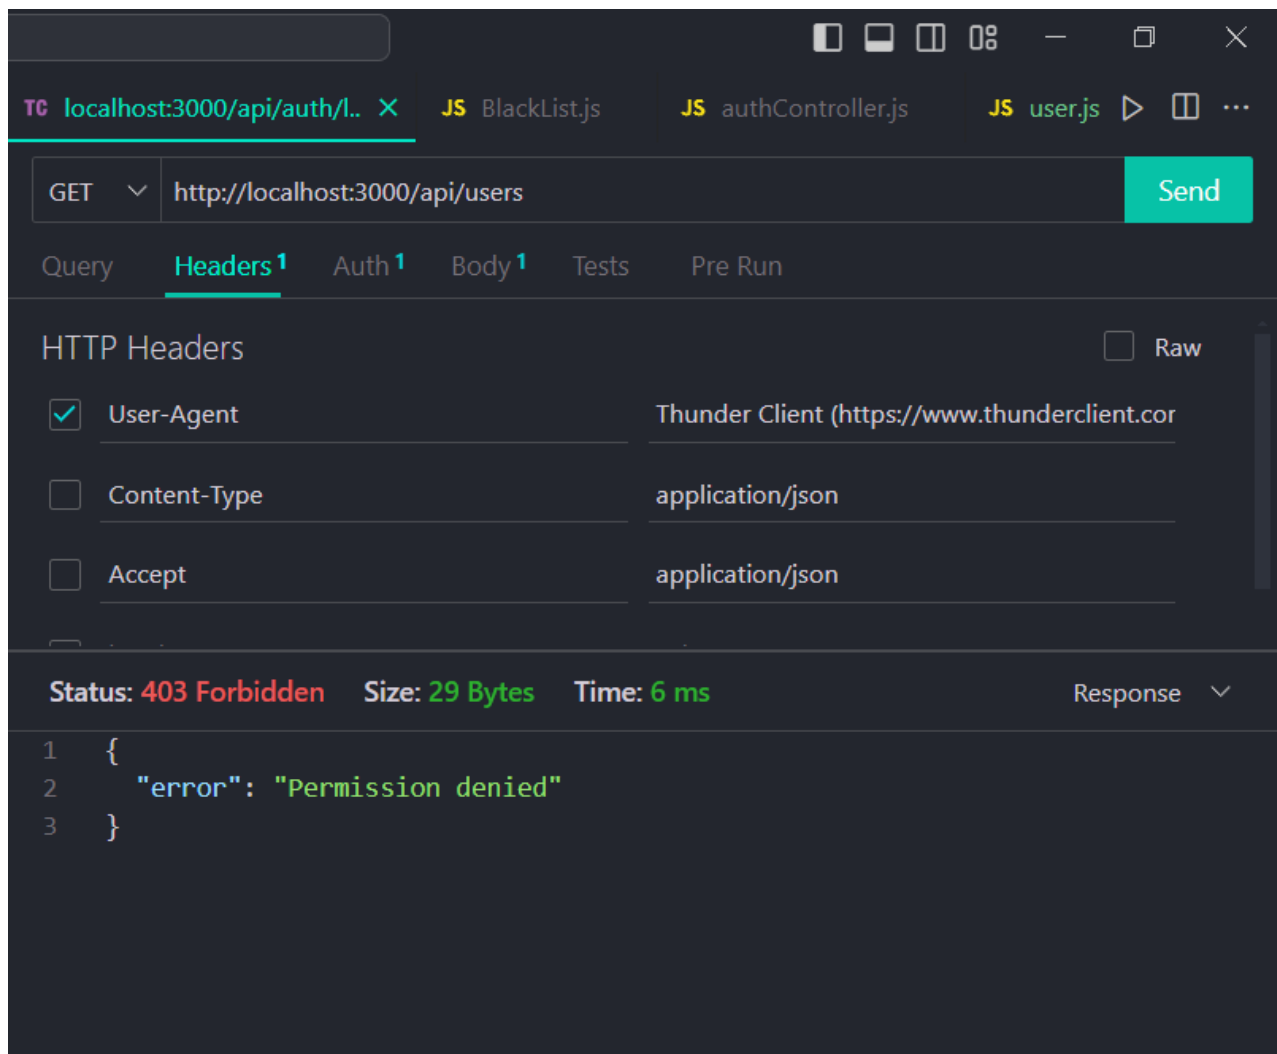 TC localhost:3000/api/auth/l.. JS BlackList.js JS authController.js JS user.js
GET http://localhost:3000/api/users Send
Query Headers 1 Auth 1 Body 1 Tests Pre Run
HTTP Headers Raw
User-Agent Thunder Client (https://www.thunderclient.cor
Content-Type application/json
Accept application/json
Status: 403 Forbidden Size: 29 Bytes Time: 6 ms Response
1 {
2 "error": "Permission denied"
3 }